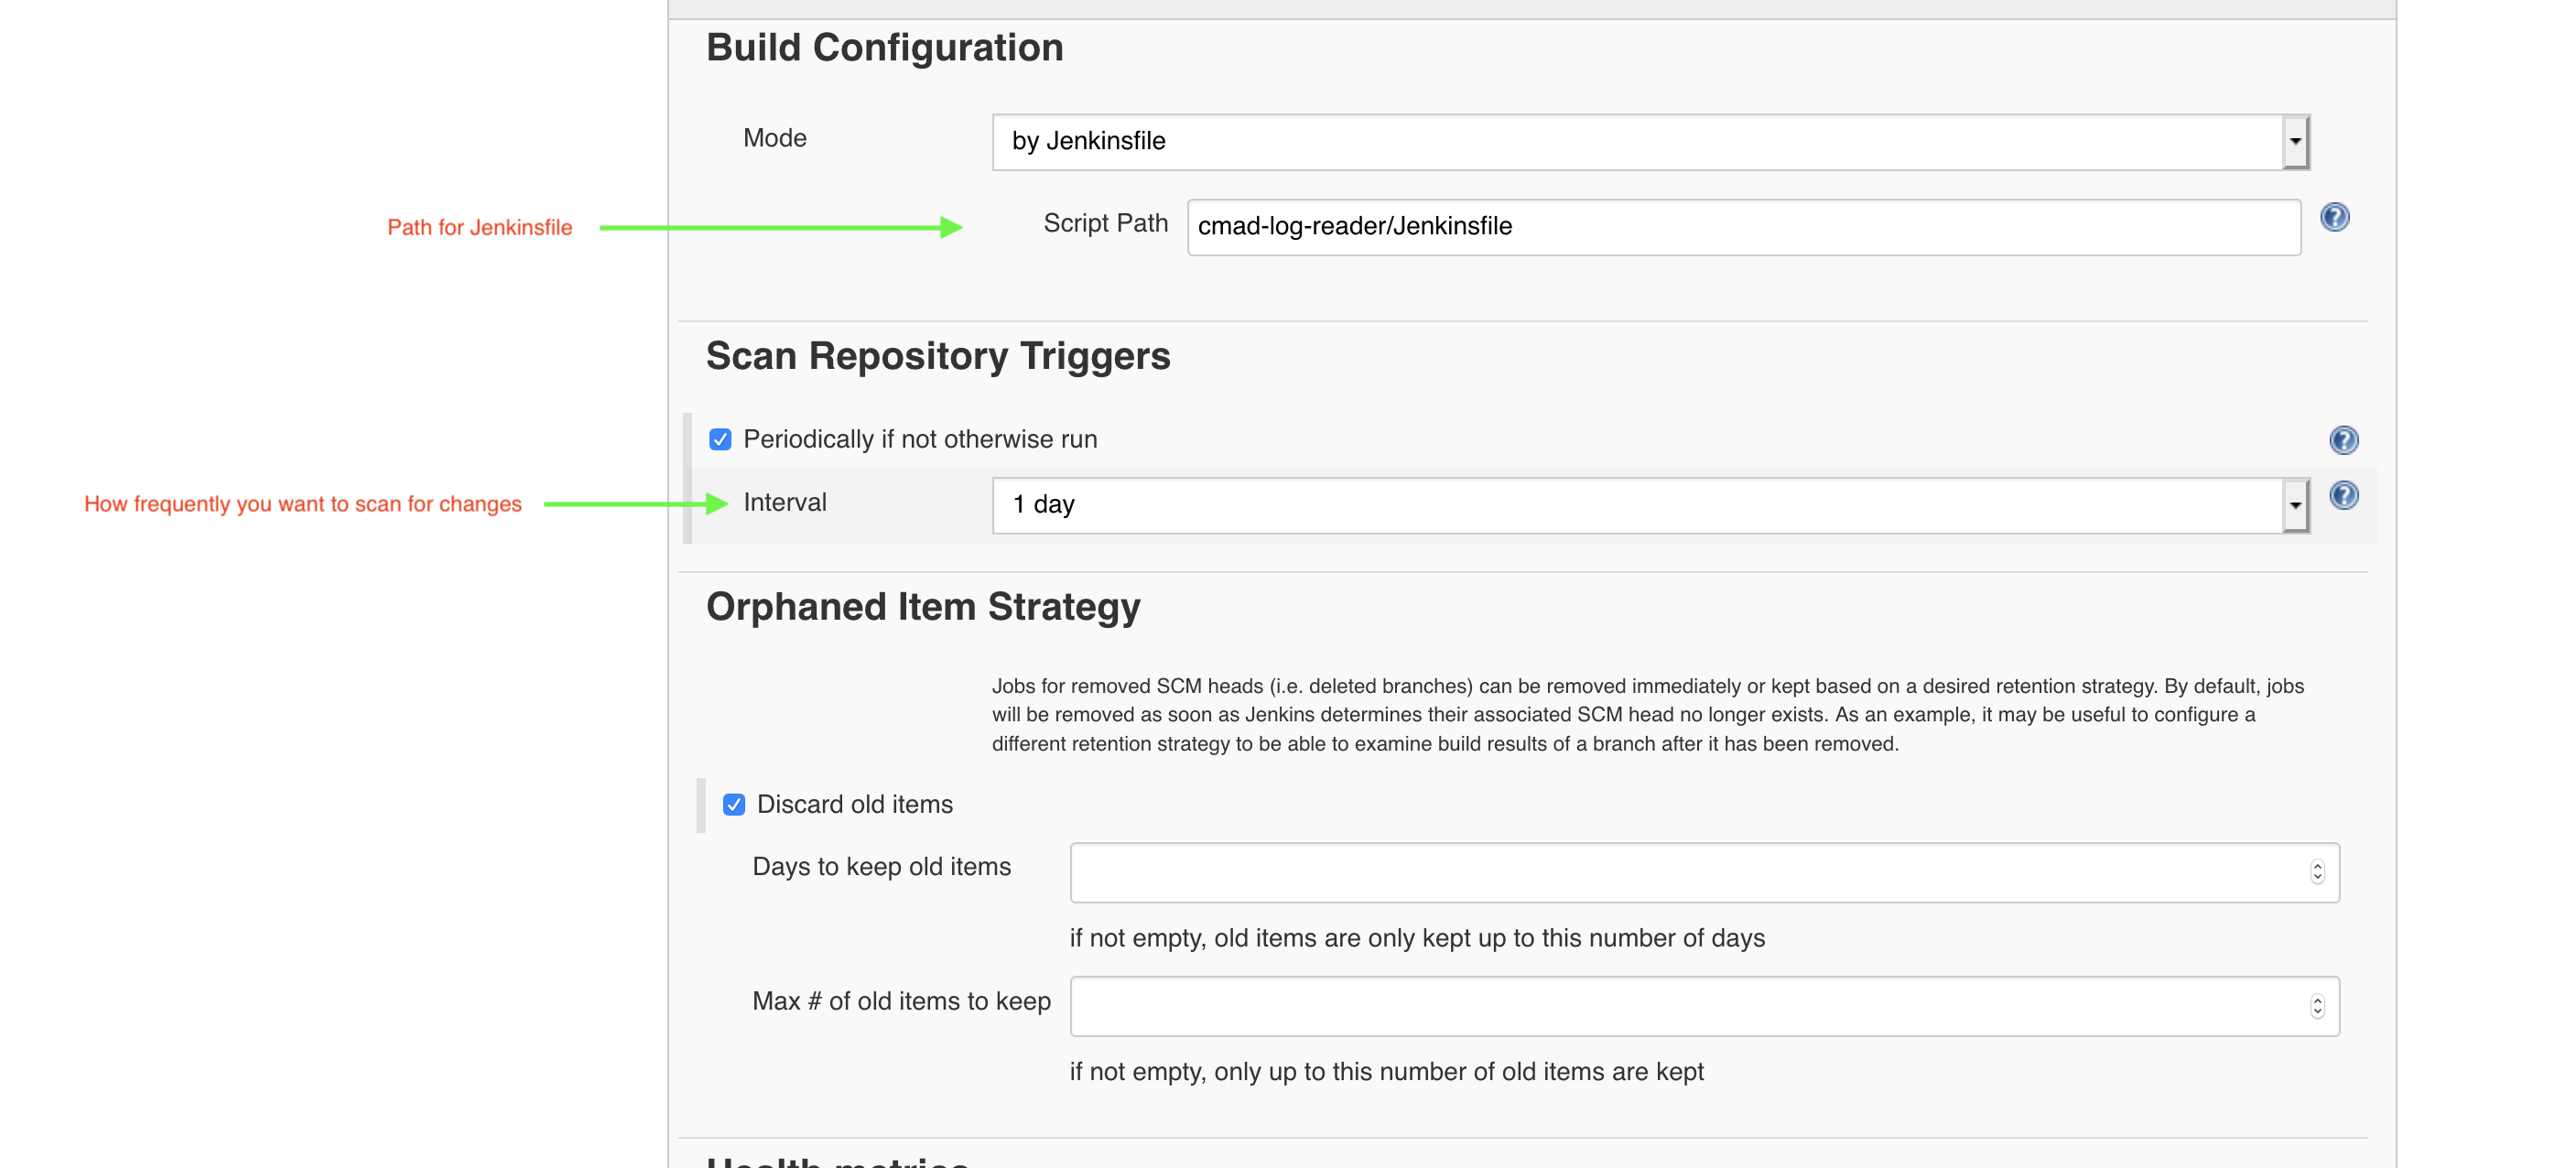 Build Configuration
Mode
by Jenkinsfile
Path for Jenkinsfile
Script Path
cmad-log-reader/Jenkinsfile
Scan Repository Triggers
Periodically if not otherwise run
How frequently you want to scan for changes
Interval
1 day
Orphaned Item Strategy
Jobs for removed SCM heads (i.e. deleted branches) can be removed immediately or kept based on a desired retention strategy. By default, jobs
will be removed as soon as Jenkins determines their associated SCM head no longer exists. As an example, it may be useful to configure a
different retention strategy to be able to examine build results of a branch after it has been removed.
Discard old items
Days to keep old items
if not empty, old items are only kept up to this number of days
Max # of old items to keep
if not empty, only up to this number of old items are kept
Health metrics